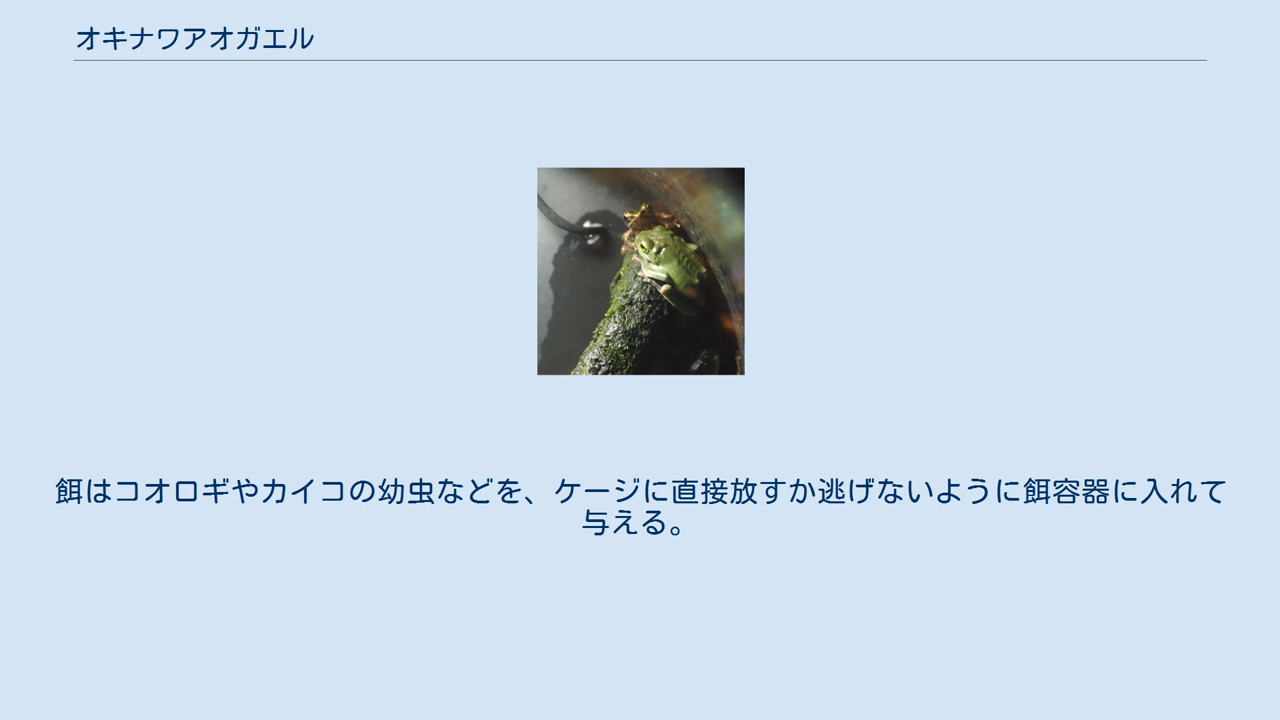 オキナワアオガエル
餌はコオロギやカイコの幼虫などを、ケージに直接放すか逃げないように餌容器に入れて
与える。